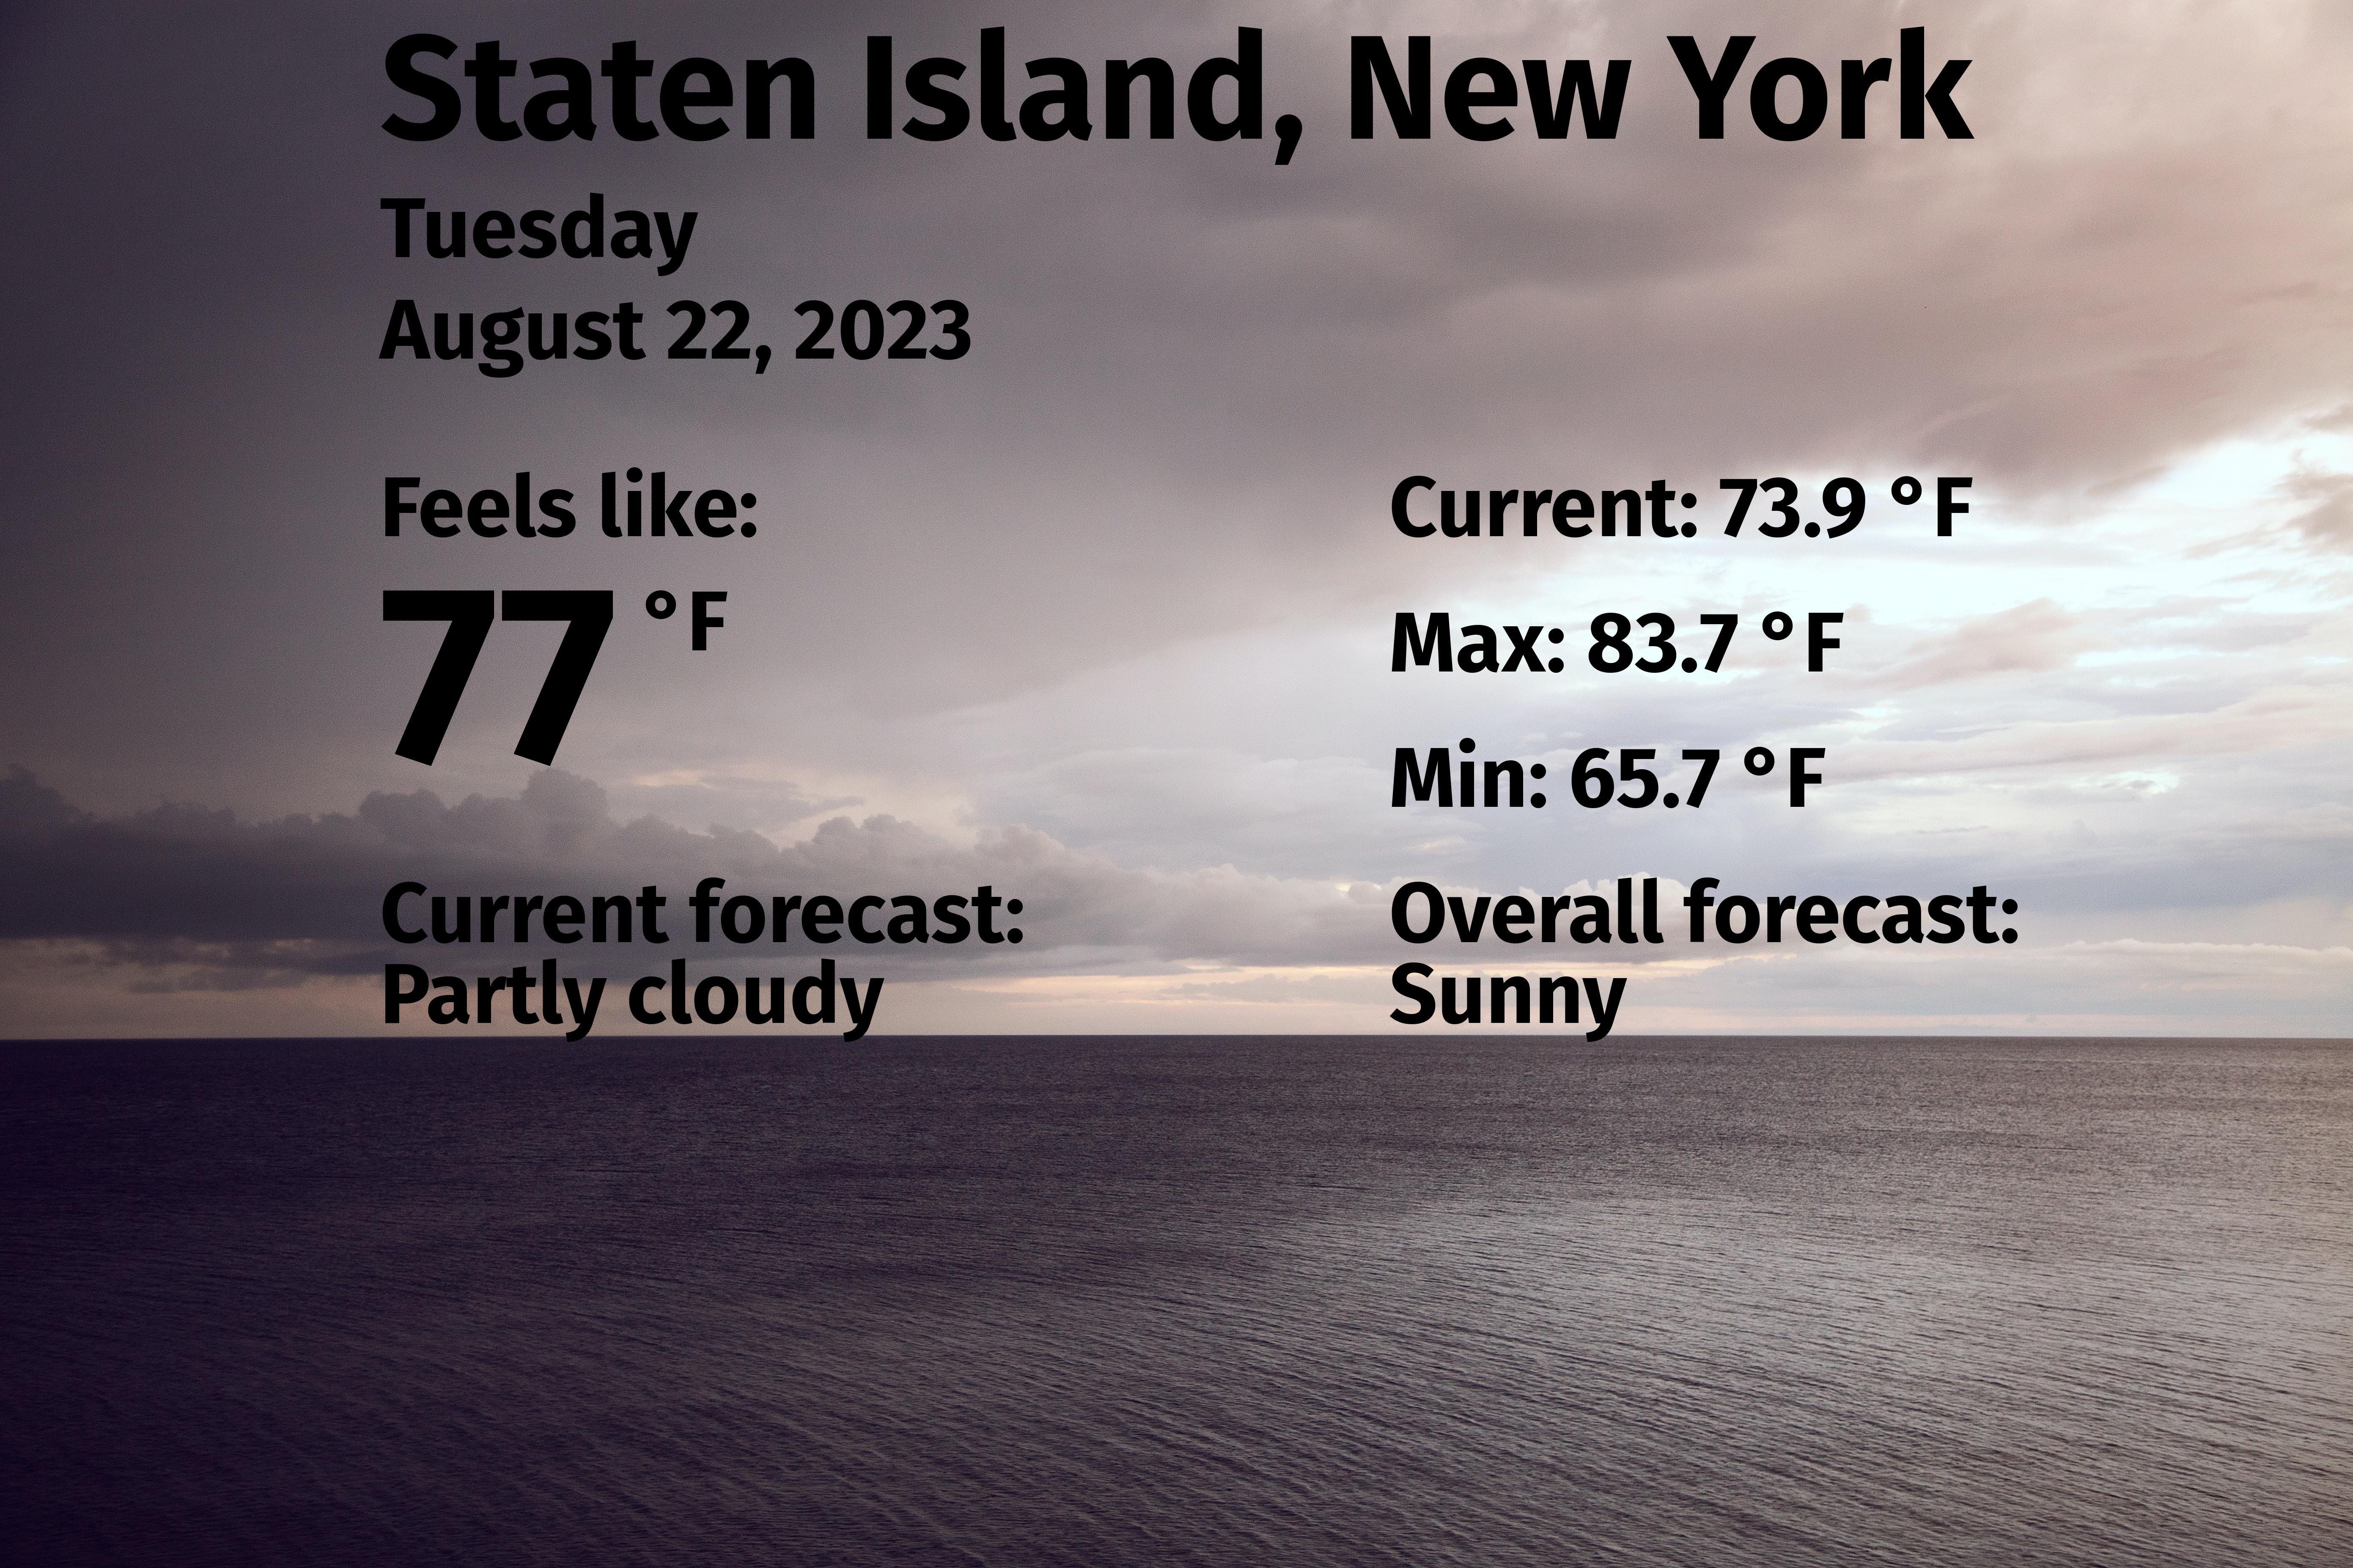 Staten Island, New York
Tuesday
August 22, 2023
Feels like:
77 °F
Current: 73.9 °F
Max: 83.7 °F
Min: 65.7 °F
Current forecast:
Partly cloudy
Overall forecast:
Sunny